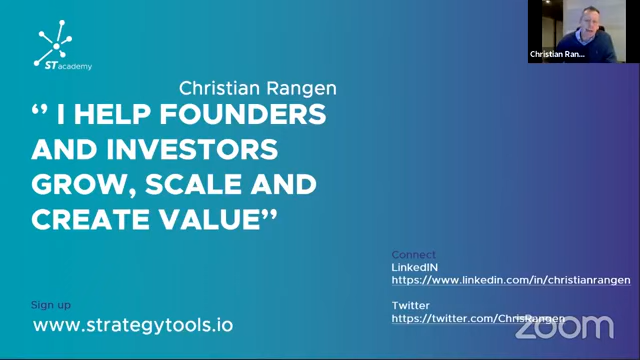 ST academy
Christian Ran...
Christian Rangen
‘’ I HELP FOUNDERS
AND INVESTORS
GROW, SCALE AND
CREATE VALUE’’
Connect
LinkedIN
https://www.linkedin.com/in/christianrangen
Sign up
Twitter
www.strategytools.io
https://twitter.com/ChrisRangen
zoom